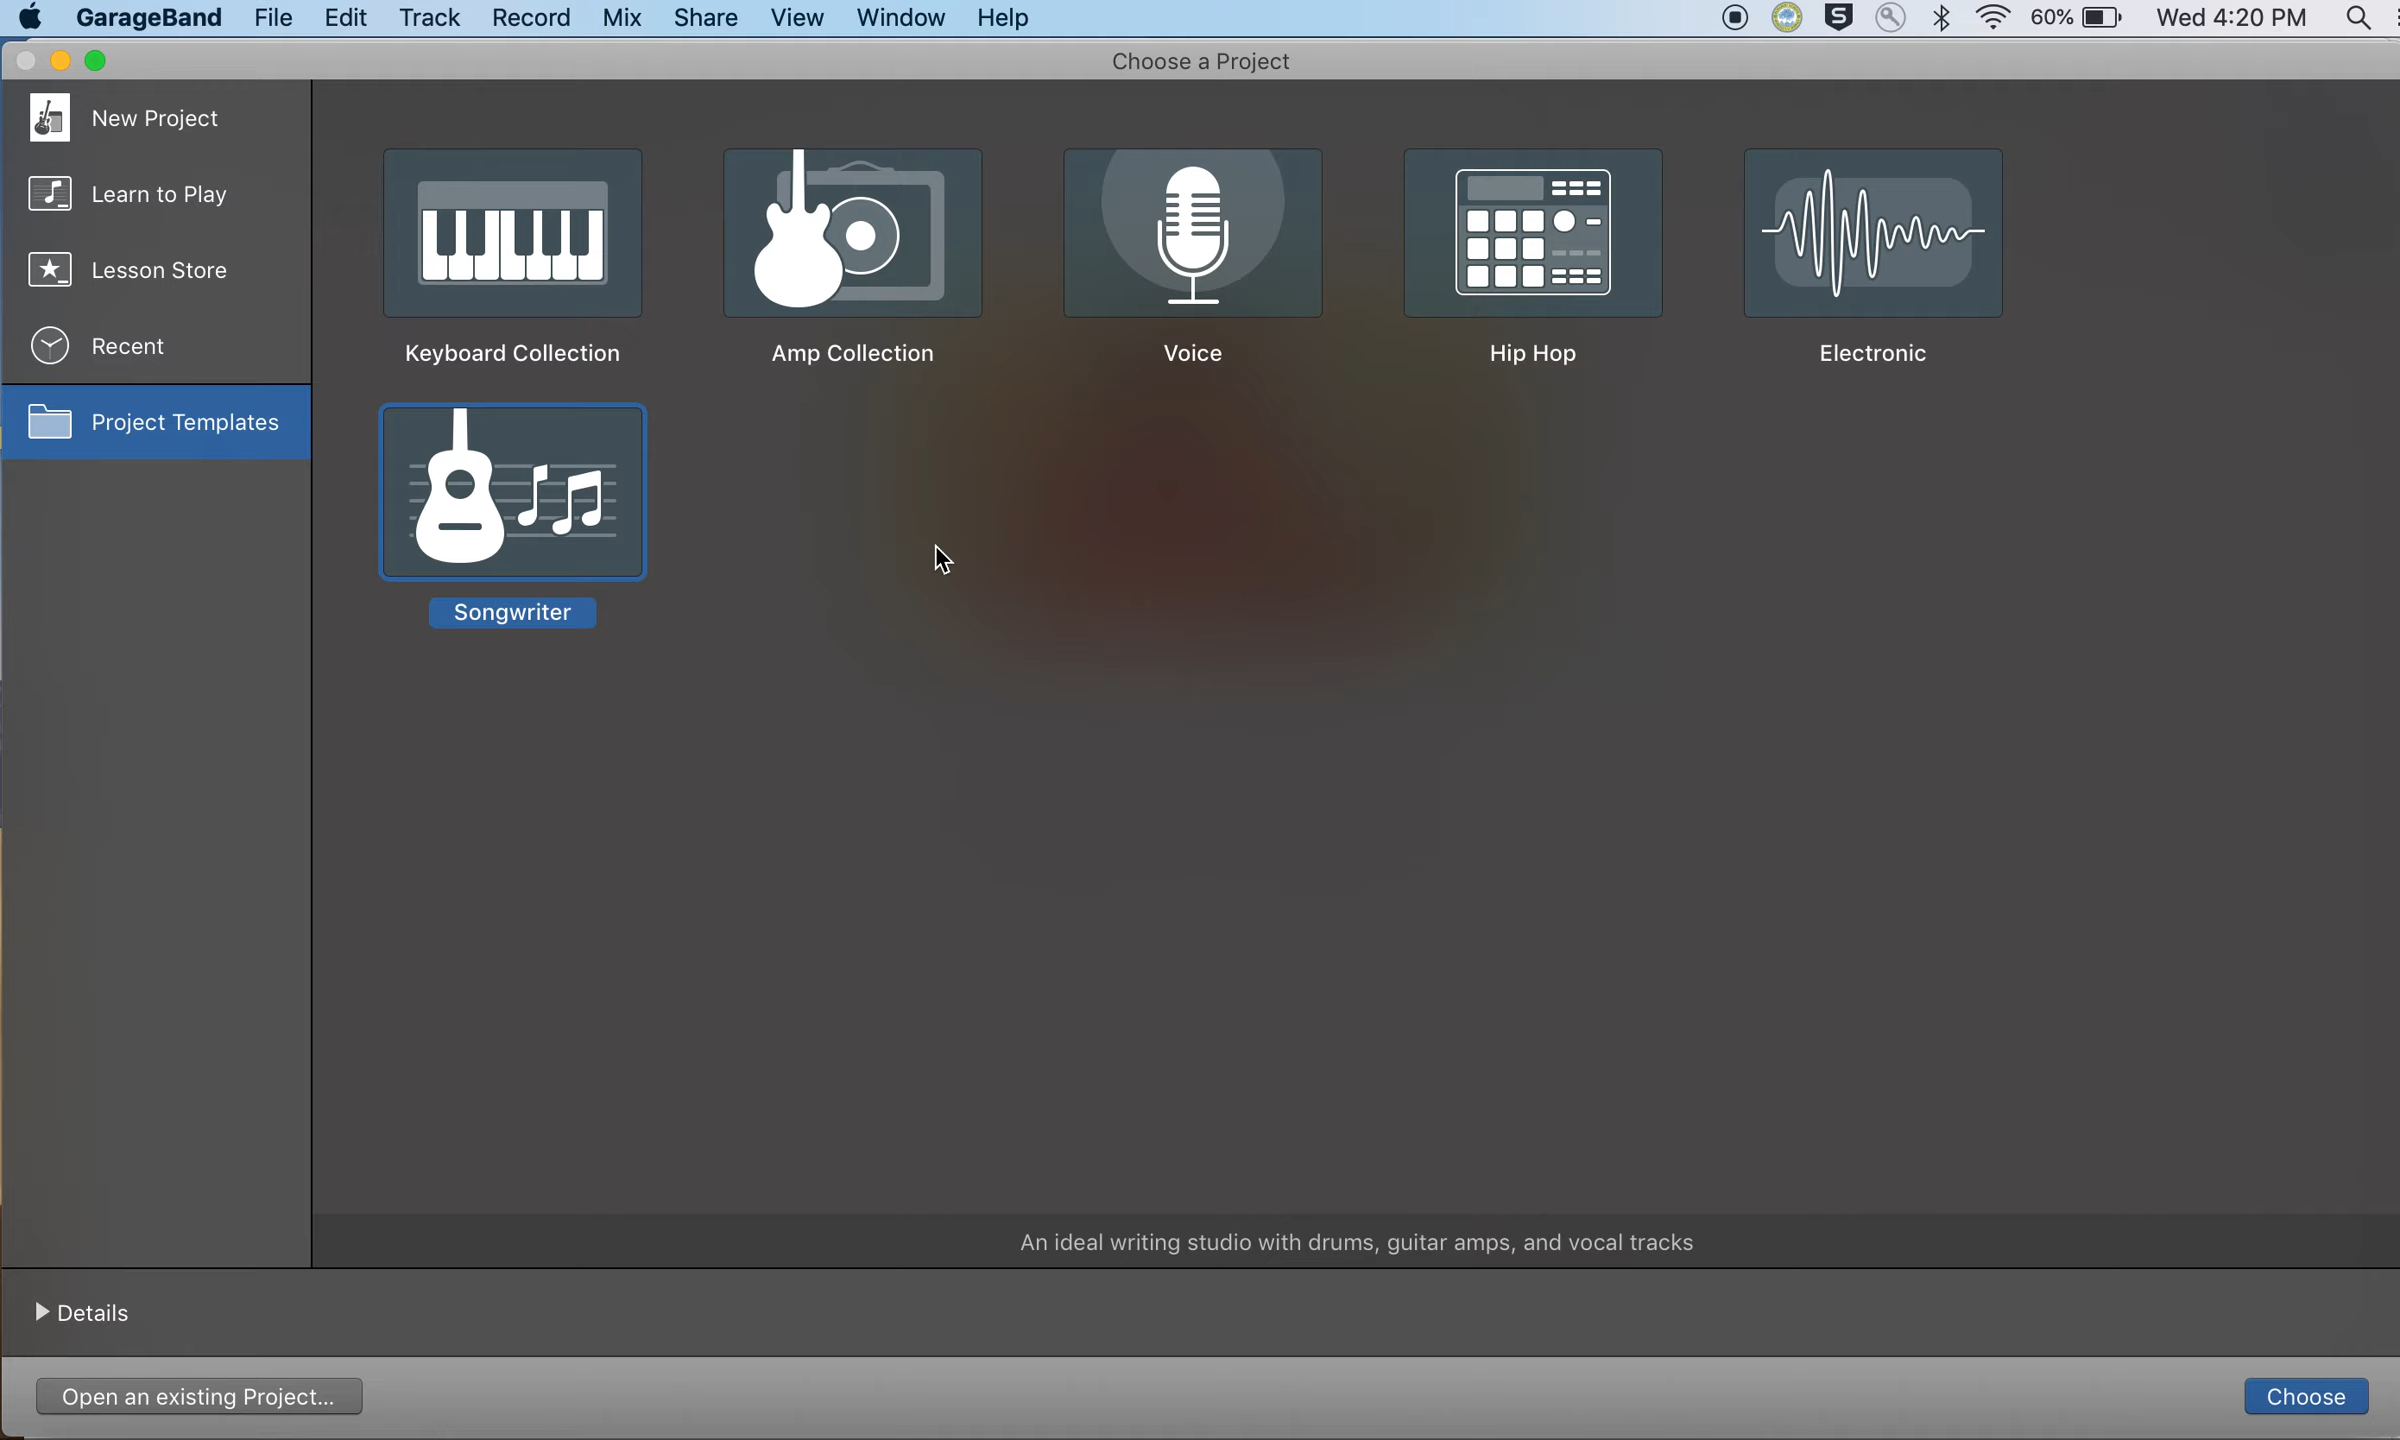 GarageBand File Edit Track Record Mix Share View Window Help 60% Wed 4:20 PM
Choose a Project
New Project
Learn to Play
Lesson Store
Recent
Project Templates
Keyboard Collection
Amp Collection
Voice
Hip Hop
Electronic
Songwriter
An ideal writing studio with drums, guitar amps, and vocal tracks
Details
Open an existing Project...
Choose